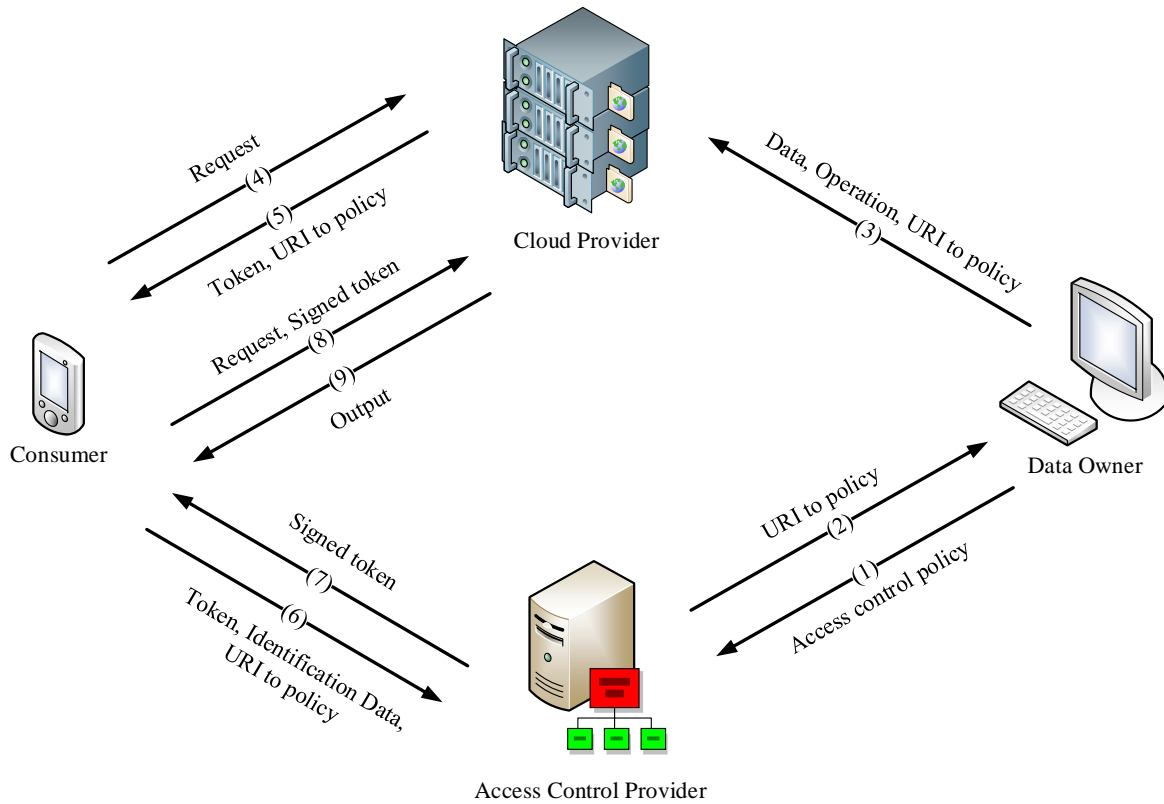 Request
(4)
(5)
Token, URI to policy
Cloud Provider
Data, Operation, URI to policy
(3)
Request, Signed token
(8)
(9)
Output
Consumer
Data Owner
URI to policy
(2)
(1)
Access control policy
Signed token
(7)
(6)
Token, Identification Data,
URI to policy
Access Control Provider